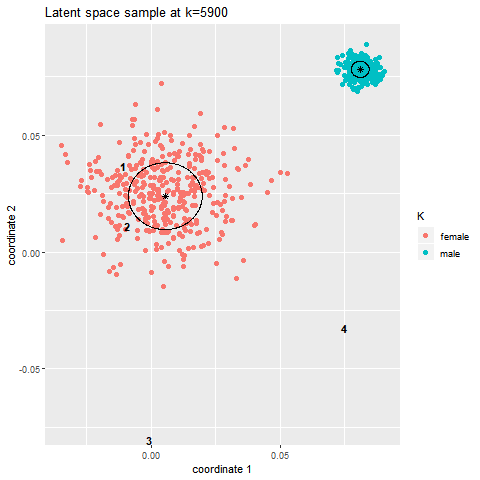 Latent space sample at k=5900
0.05
0.00
-0.05
coordinate 2
1
2
3
4
0.00
0.05
coordinate 1
K
female
male